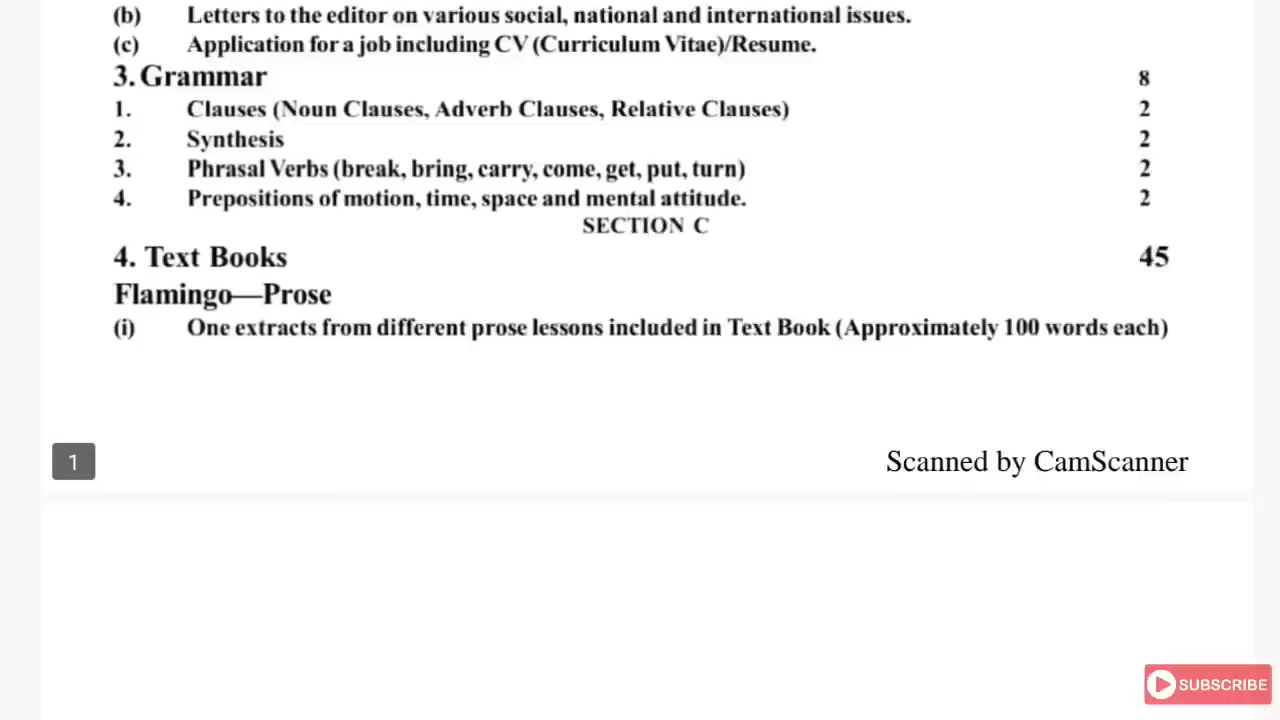 (b) Letters to the editor on various social, national and international issues.
(c) Application for a job including CV (Curriculum Vitae)/Resume.
3. Grammar 8
1. Clauses (Noun Clauses, Adverb Clauses, Relative Clauses) 2
2. Synthesis 2
3. Phrasal Verbs (break, bring, carry, come, get, put, turn) 2
4. Prepositions of motion, time, space and mental attitude. 2
SECTION C
4. Text Books 45
Flamingo—Prose
(i) One extracts from different prose lessons included in Text Book (Approximately 100 words each)
1 Scanned by CamScanner
SUBSCRIBE